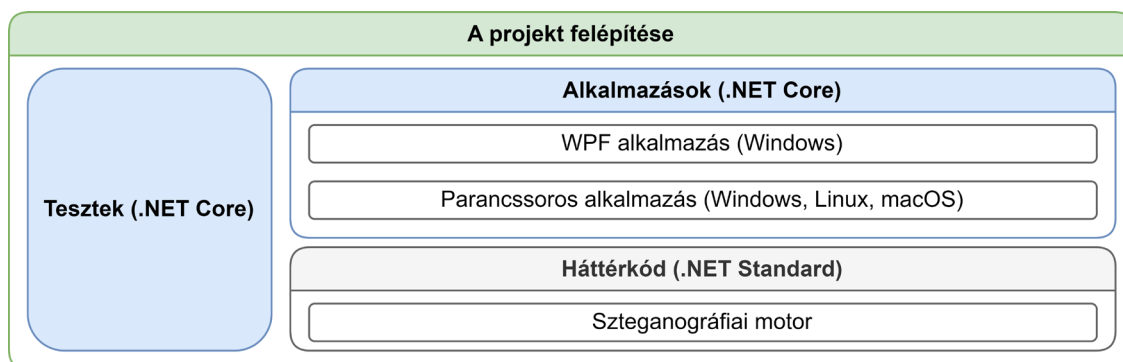 A projekt felépítése
Tesztek (.NET Core)
Alkalmazások (.NET Core)
WPF alkalmazás (Windows)
Parancssoros alkalmazás (Windows, Linux, macOS)
Háttérkód (.NET Standard)
Szteganográfiai motor